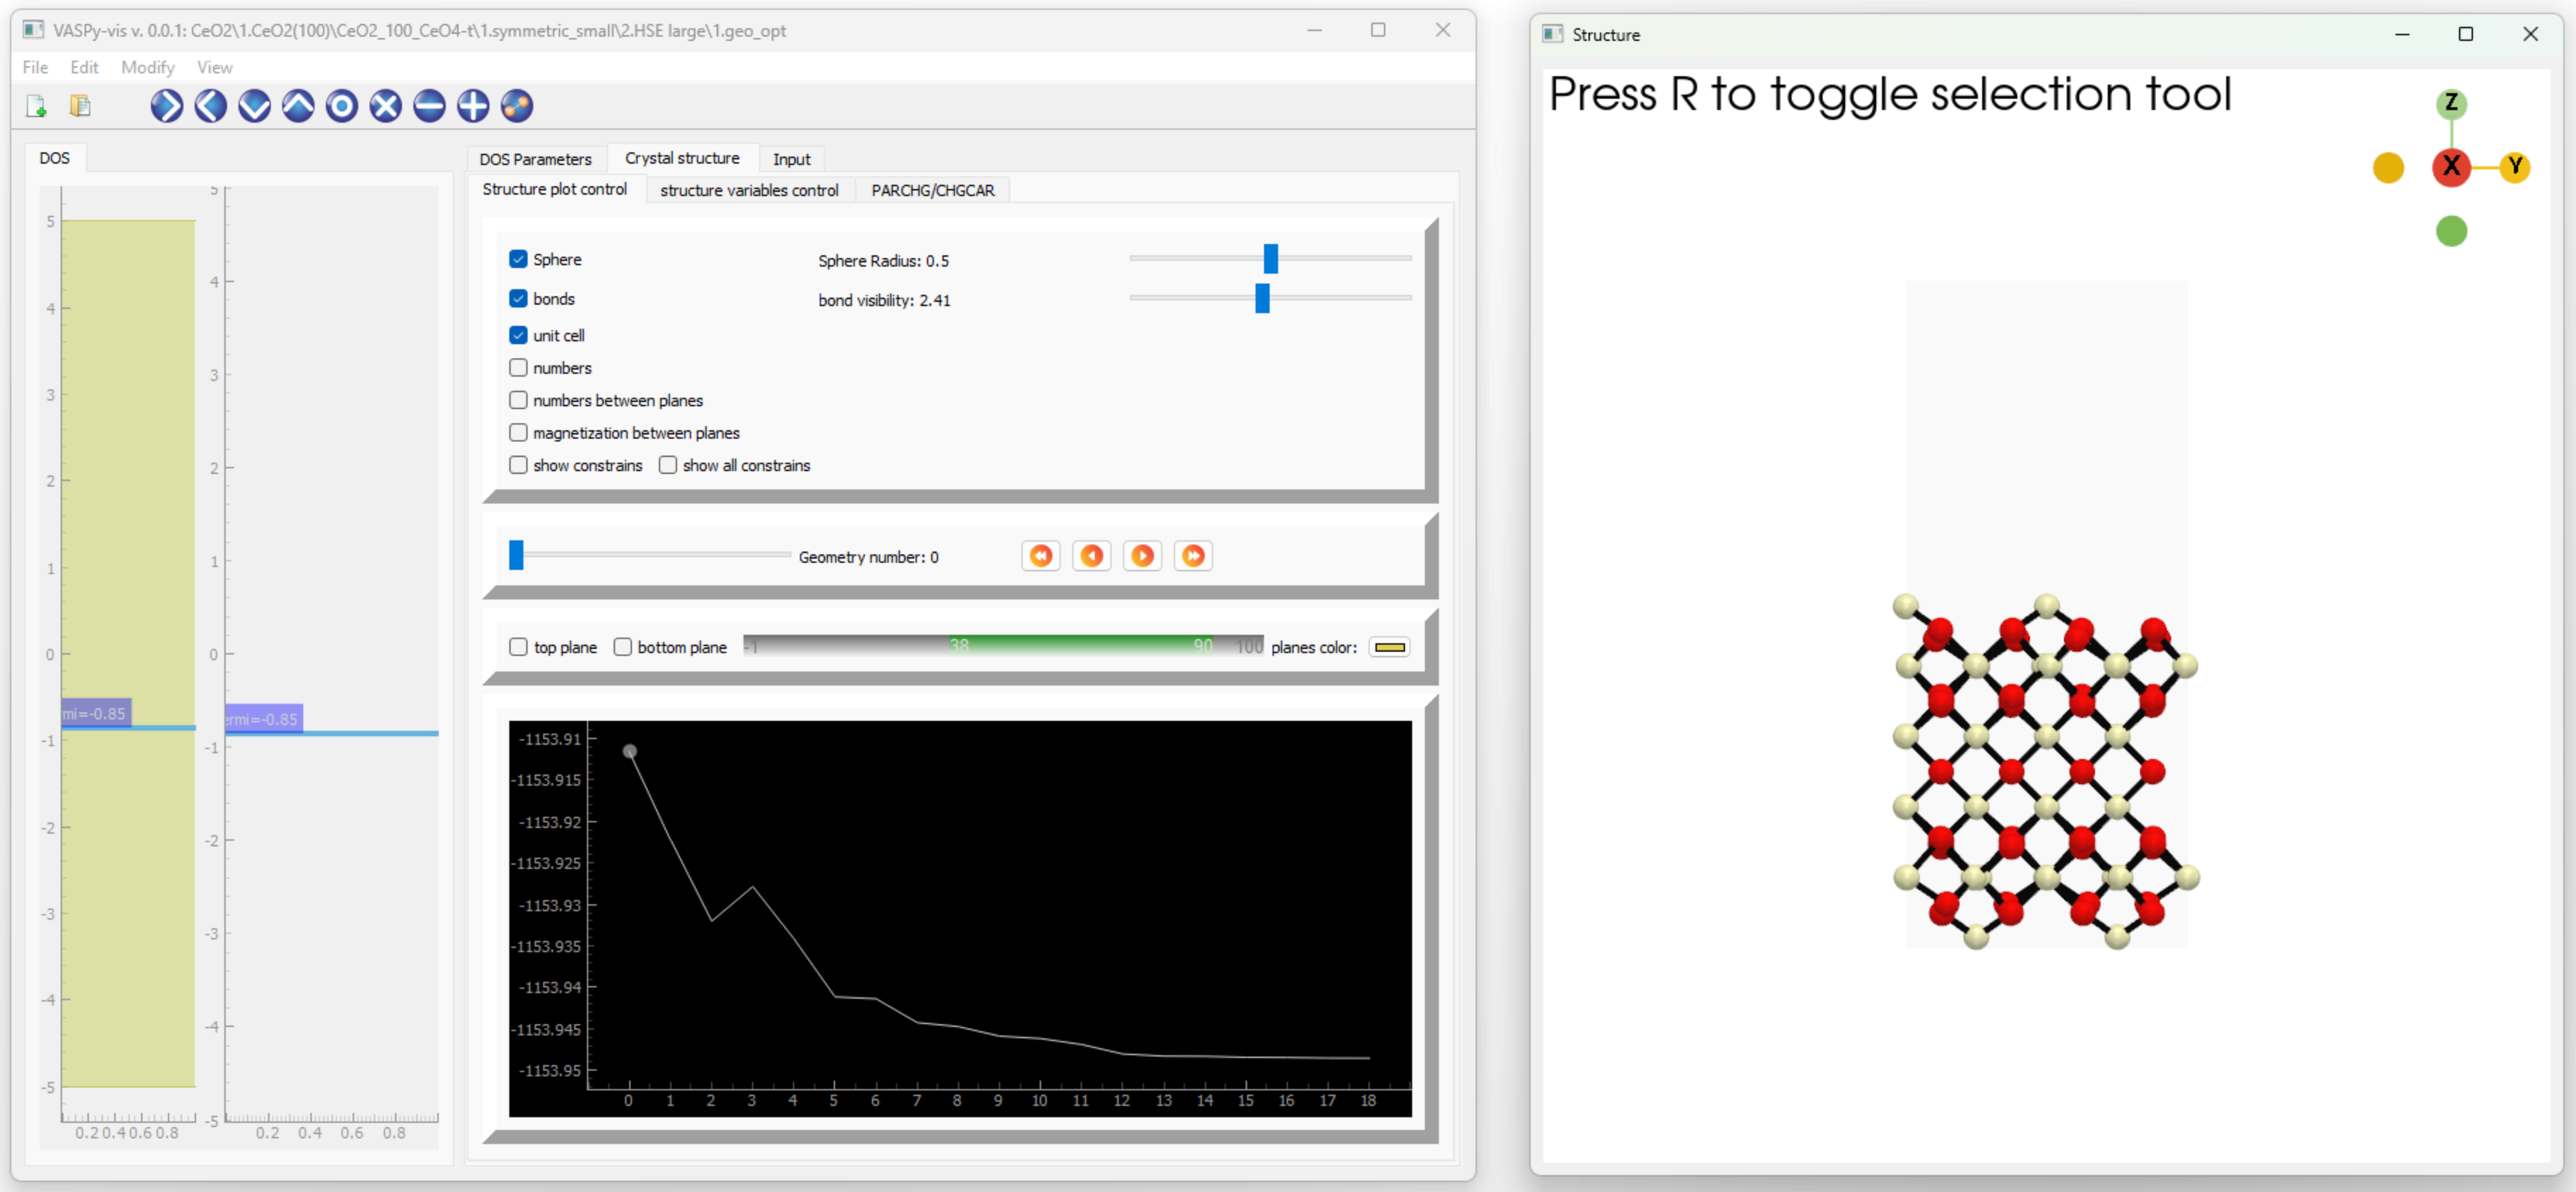 VASPy-vis v. 0.0.1: CeO2\1.CeO2(100)\CeO2_100_CeO4-t\1.symmetric_small\2.HSE large\1.geo_opt
File Edit Modify View
DOS
5
4
3
2
1
0
-1
-2
-3
-4
-5
mi=-0.85
0.2 0.4 0.6 0.8
5
4
3
2
1
0
-1
-2
-3
-4
-5
ermi=-0.85
0.2 0.4 0.6 0.8
DOS Parameters Crystal structure Input
Structure plot control structure variables control PARCHG/CHGCAR
Sphere Sphere Radius: 0.5
bonds bond visibility: 2.41
unit cell
numbers
numbers between planes
magnetization between planes
show constrains show all constrains
Geometry number: 0
top plane bottom plane -1 38 90 100 planes color:
-1153.91
-1153.915
-1153.92
-1153.925
-1153.93
-1153.935
-1153.94
-1153.945
-1153.95
0 1 2 3 4 5 6 7 8 9 10 11 12 13 14 15 16 17 18
Structure
Press R to toggle selection tool
Z
X Y